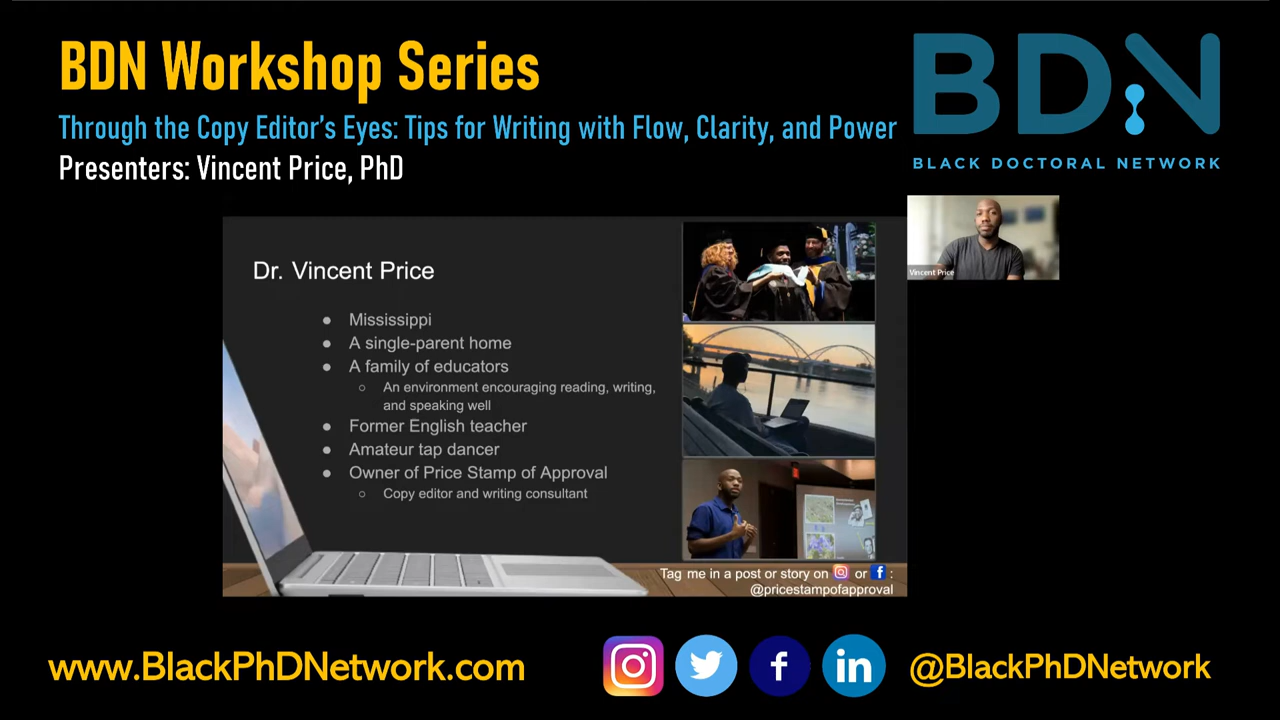 BDN Workshop Series
Through the Copy Editor's Eyes: Tips for Writing with Flow, Clarity, and Power
Presenters: Vincent Price, PhD
BDN
BLACK DOCTORAL NETWORK
Vincent Price
Dr. Vincent Price
● Mississippi
● A single-parent home
● A family of educators
○ An environment encouraging reading, writing,
and speaking well
● Former English teacher
● Amateur tap dancer
● Owner of Price Stamp of Approval
○ Copy editor and writing consultant
Tag me in a post or story on or :
@pricestampofapproval
www.BlackPhDNetwork.com
@BlackPhDNetwork